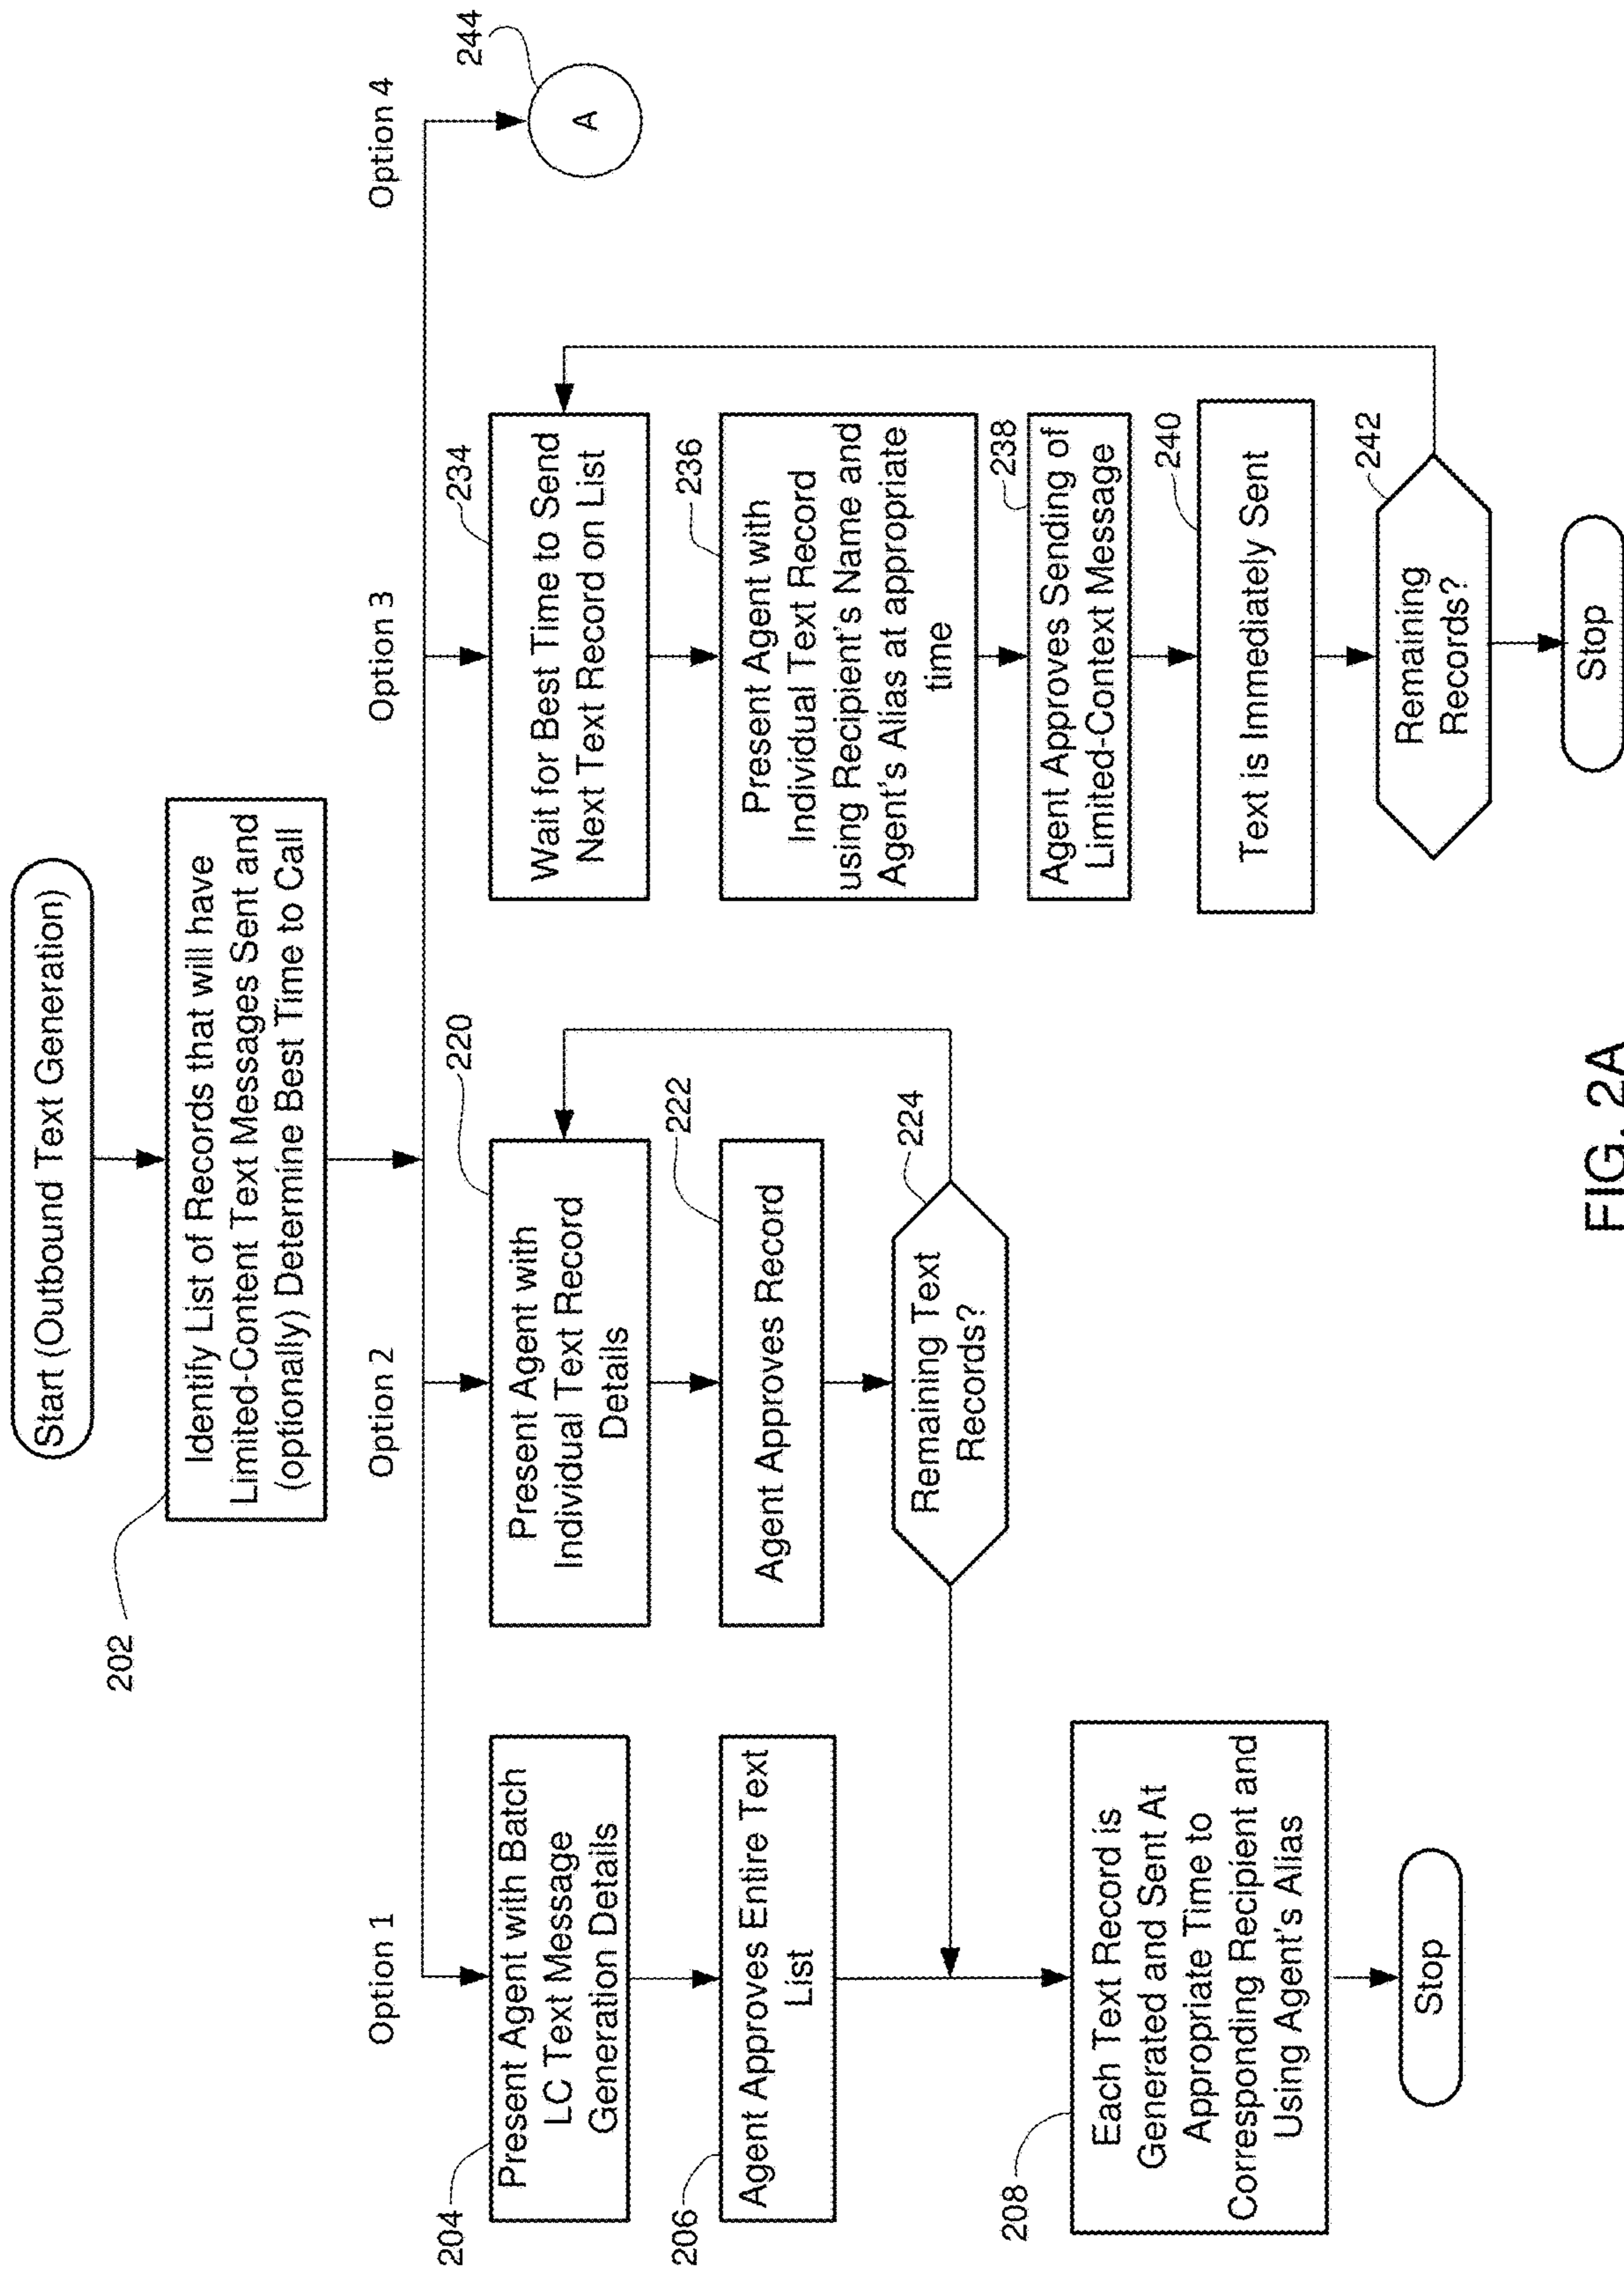 Start (Outbound Text Generation)
202
Identify List of Records that will have
Limited-Content Text Messages Sent and
(optionally) Determine Best Time to Call
Option 1
204
Present Agent with Batch
LC Text Message
Generation Details
206
Agent Approves Entire Text
List
208
Each Text Record is
Generated and Sent At
Appropriate Time to
Corresponding Recipient and
Using Agent's Alias
Stop
Option 2
220
Present Agent with
Individual Text Record
Details
222
Agent Approves Record
224
Remaining Text
Records?
Option 3
234
Wait for Best Time to Send
Next Text Record on List
236
Present Agent with
Individual Text Record
using Recipient's Name and
Agent's Alias at appropriate
time
238
Agent Approves Sending of
Limited-Context Message
240
Text is Immediately Sent
242
Remaining
Records?
Stop
Option 4
244
A
FIG. 2A